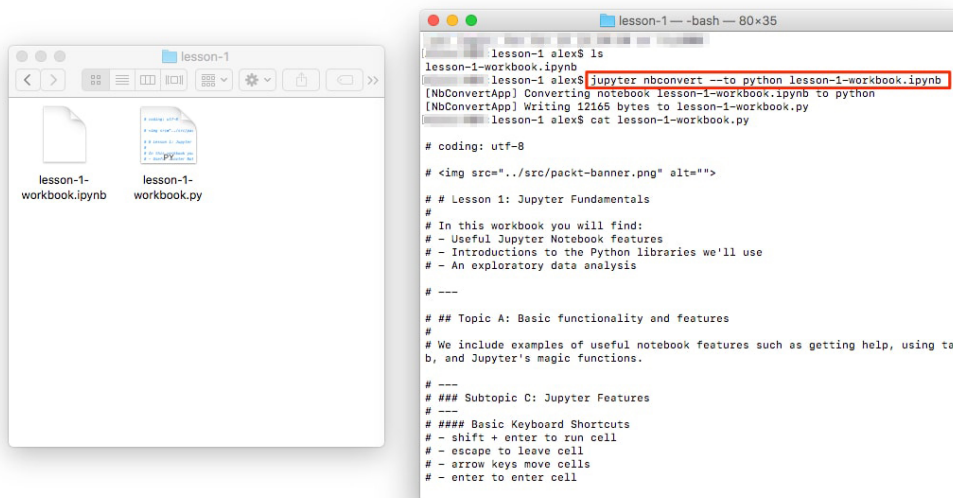 lesson-1
lesson-1-
workbook.ipynb
PY
lesson-1-
workbook.py
lesson-1 — -bash — 80×35
lesson-1 alex$ ls
lesson-1-workbook.ipynb
lesson-1 alex$ jupyter nbconvert --to python lesson-1-workbook.ipynb
[NbConvertApp] Converting notebook lesson-1-workbook.ipynb to python
[NbConvertApp] Writing 12165 bytes to lesson-1-workbook.py
lesson-1 alex$ cat lesson-1-workbook.py
# coding: utf-8
# <img src="../src/packt-banner.png" alt="">
# # Lesson 1: Jupyter Fundamentals
#
# In this workbook you will find:
# - Useful Jupyter Notebook features
# - Introductions to the Python libraries we'll use
# - An exploratory data analysis
# ---
# ## Topic A: Basic functionality and features
#
# We include examples of useful notebook features such as getting help, using ta
b, and Jupyter's magic functions.
# ---
# ### Subtopic C: Jupyter Features
# ---
# #### Basic Keyboard Shortcuts
# - shift + enter to run cell
# - escape to leave cell
# - arrow keys move cells
# - enter to enter cell